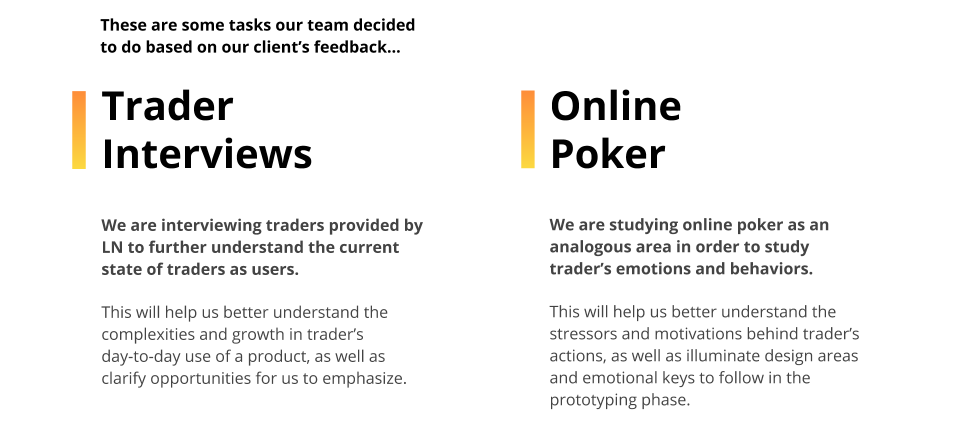 These are some tasks our team decided
to do based on our client’s feedback...
Trader
Interviews
We are interviewing traders provided by
LN to further understand the current
state of traders as users.
This will help us better understand the
complexities and growth in trader’s
day-to-day use of a product, as well as
clarify opportunities for us to emphasize.
Online
Poker
We are studying online poker as an
analogous area in order to study
trader’s emotions and behaviors.
This will help us better understand the
stressors and motivations behind trader’s
actions, as well as illuminate design areas
and emotional keys to follow in the
prototyping phase.